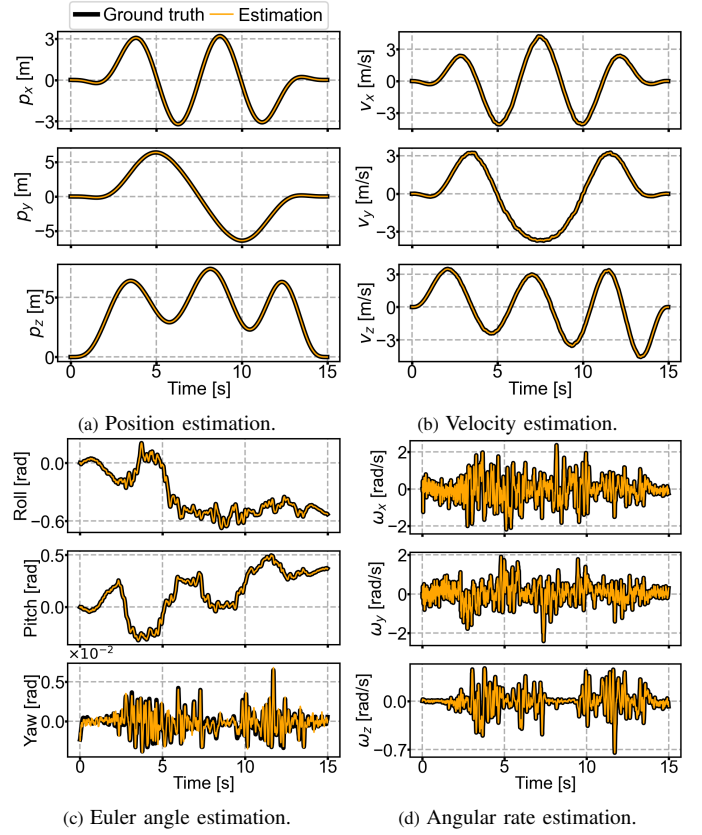 Ground truth
Estimation
3
0
−3
p_x [m]
5
0
−5
p_y [m]
5
0
p_z [m]
0
5
10
15
Time [s]
(a) Position estimation.
3
0
−3
v_x [m/s]
3
0
−3
v_y [m/s]
3
0
−3
v_z [m/s]
0
5
10
15
Time [s]
(b) Velocity estimation.
0.0
−0.6
Roll [rad]
0.5
0.0
Pitch [rad]
×10⁻²
0.5
0.0
Yaw [rad]
0
5
10
15
Time [s]
(c) Euler angle estimation.
2
0
−2
ω_x [rad/s]
2
0
−2
ω_y [rad/s]
0.0
−0.7
ω_z [rad/s]
0
5
10
15
Time [s]
(d) Angular rate estimation.